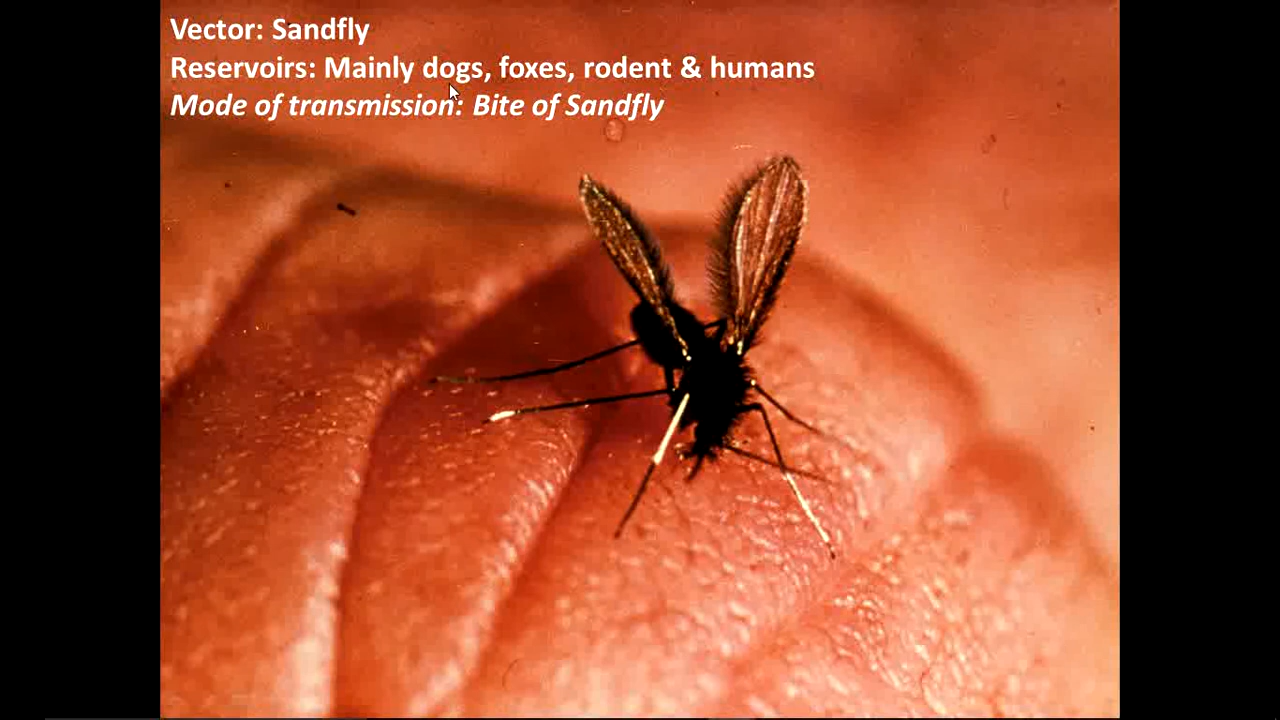 Vector: Sandfly
Reservoirs: Mainly dogs, foxes, rodent & humans
Mode of transmission: Bite of Sandfly